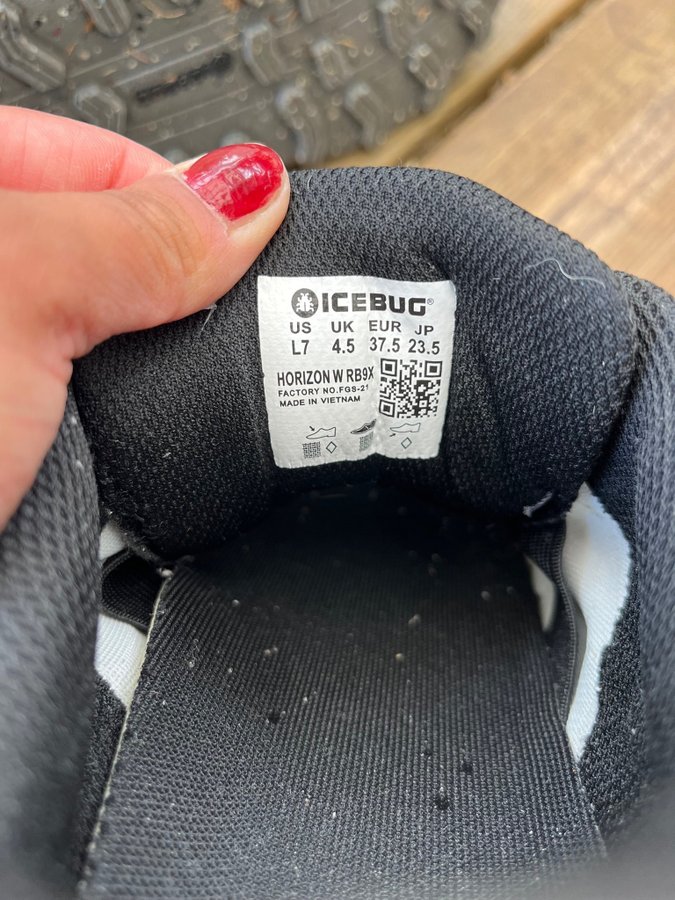 ICEBUG®
US UK EUR JP
L7 4.5 37.5 23.5
HORIZON W RB9X
FACTORY NO.FGS-21
MADE IN VIETNAM